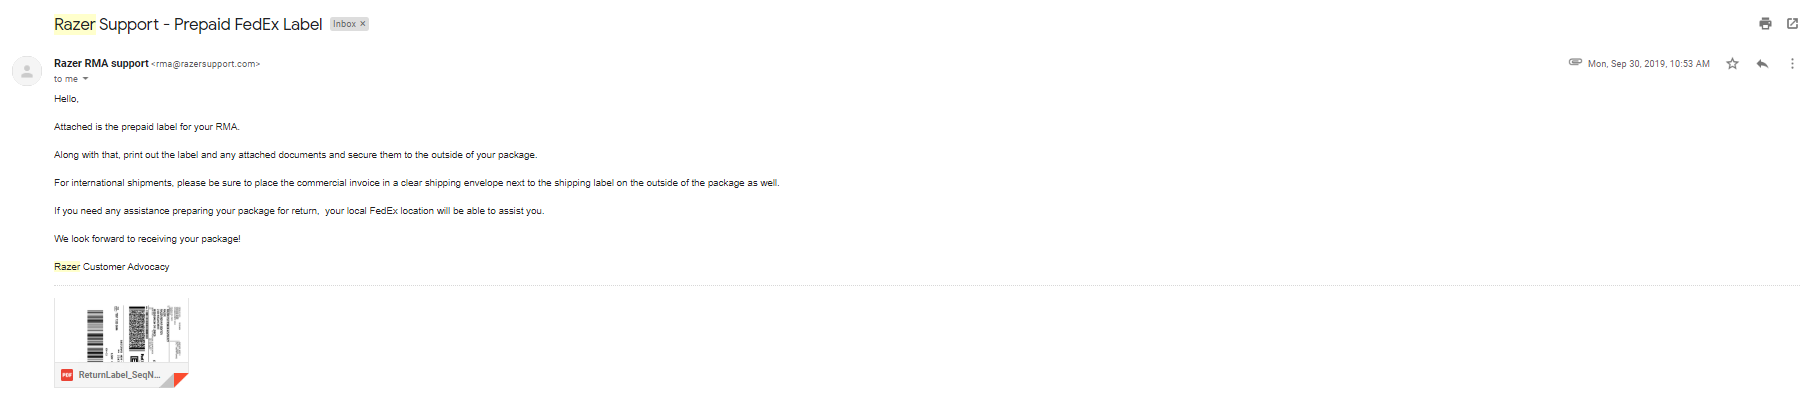 Razer Support - Prepaid FedEx Label Inbox ×
Razer RMA support <rma@razersupport.com> Mon, Sep 30, 2019, 10:53 AM
to me
Hello,
Attached is the prepaid label for your RMA.
Along with that, print out the label and any attached documents and secure them to the outside of your package.
For international shipments, please be sure to place the commercial invoice in a clear shipping envelope next to the shipping label on the outside of the package as well.
If you need any assistance preparing your package for return,  your local FedEx location will be able to assist you.
We look forward to receiving your package!
Razer Customer Advocacy
PDF ReturnLabel_SeqN...